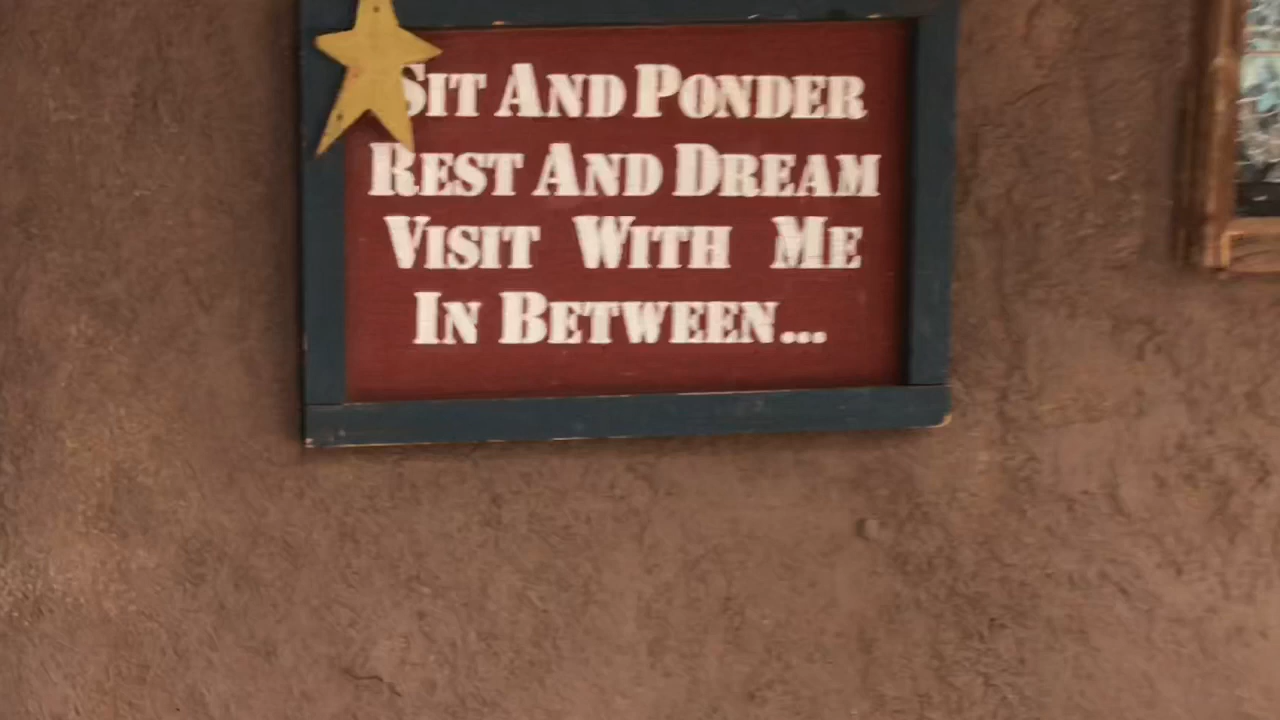 Sit And Ponder
Rest And Dream
Visit With Me
In Between...